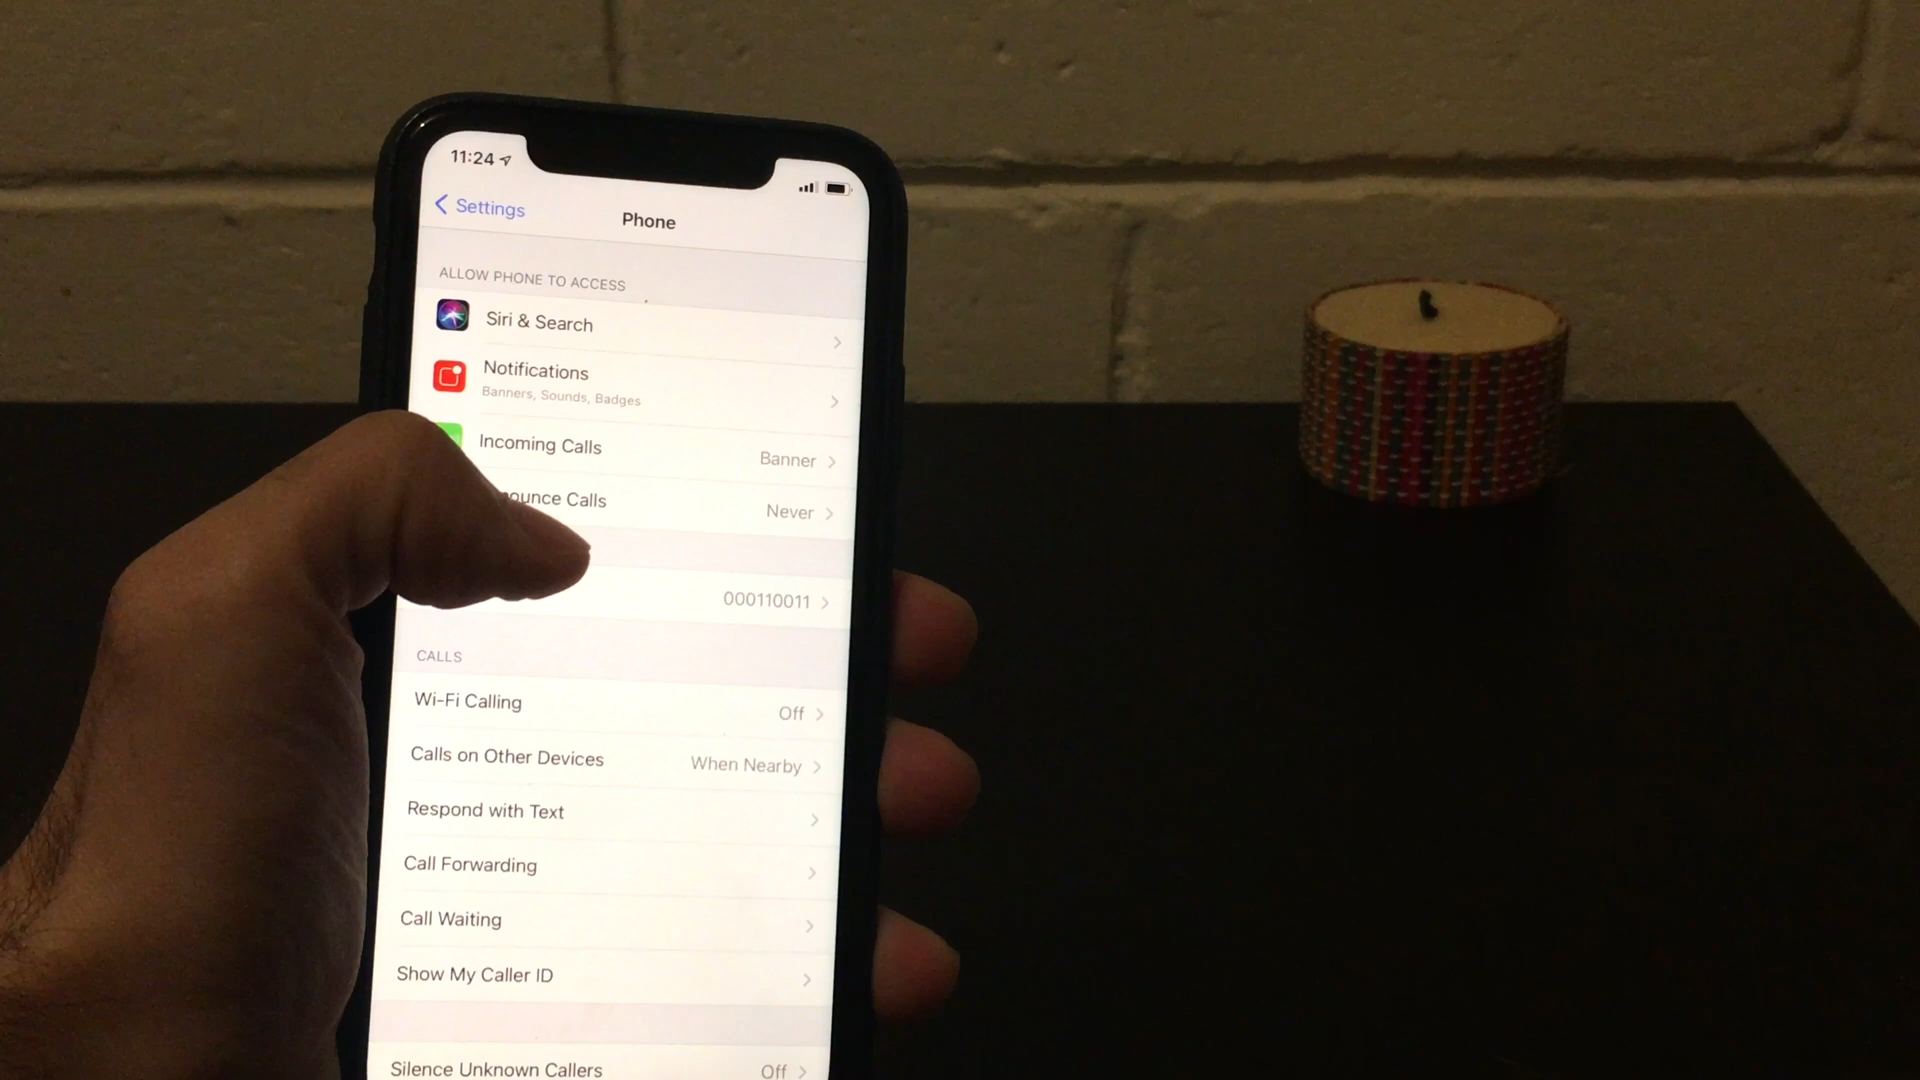 11:24
Settings
Phone
ALLOW PHONE TO ACCESS
Siri & Search
Notifications
Banners, Sounds, Badges
Incoming Calls Banner
ounce Calls Never
000110011
CALLS
Wi-Fi Calling Off
Calls on Other Devices When Nearby
Respond with Text
Call Forwarding
Call Waiting
Show My Caller ID
Silence Unknown Callers Off